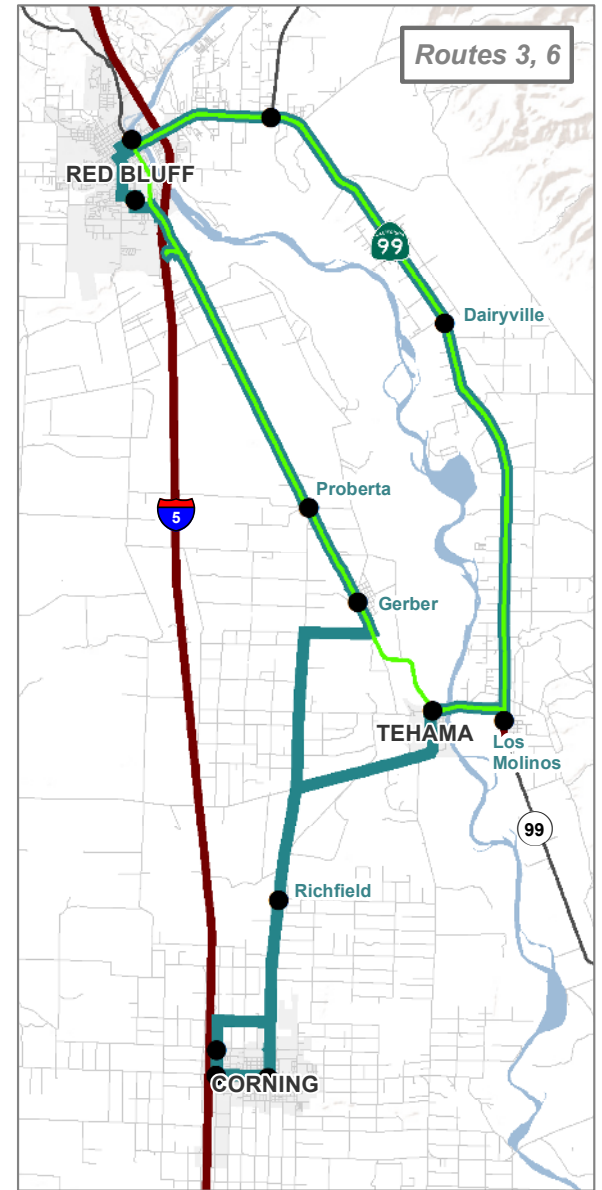 Routes 3, 6
RED BLUFF
99
Dairyville
Proberta
5
Gerber
TEHAMA
Los
Molinos
99
Richfield
CORNING